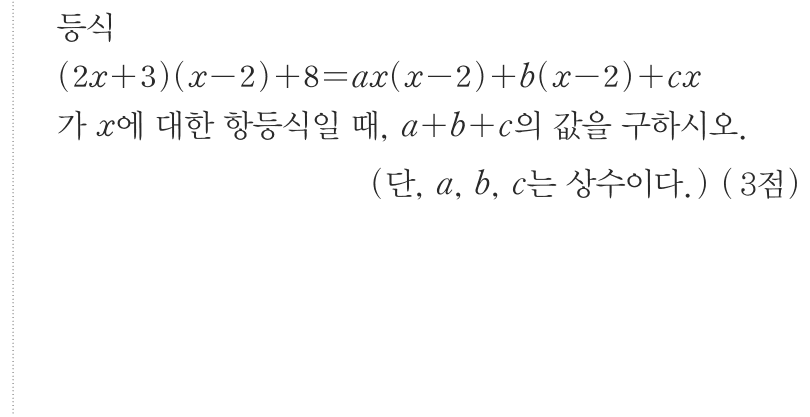 등식
(2x+3)(x-2)+8=ax(x-2)+b(x-2)+cx
가 x에 대한 항등식일 때, a+b+c의 값을 구하시오.
(단, a, b, c는 상수이다.) (3점)